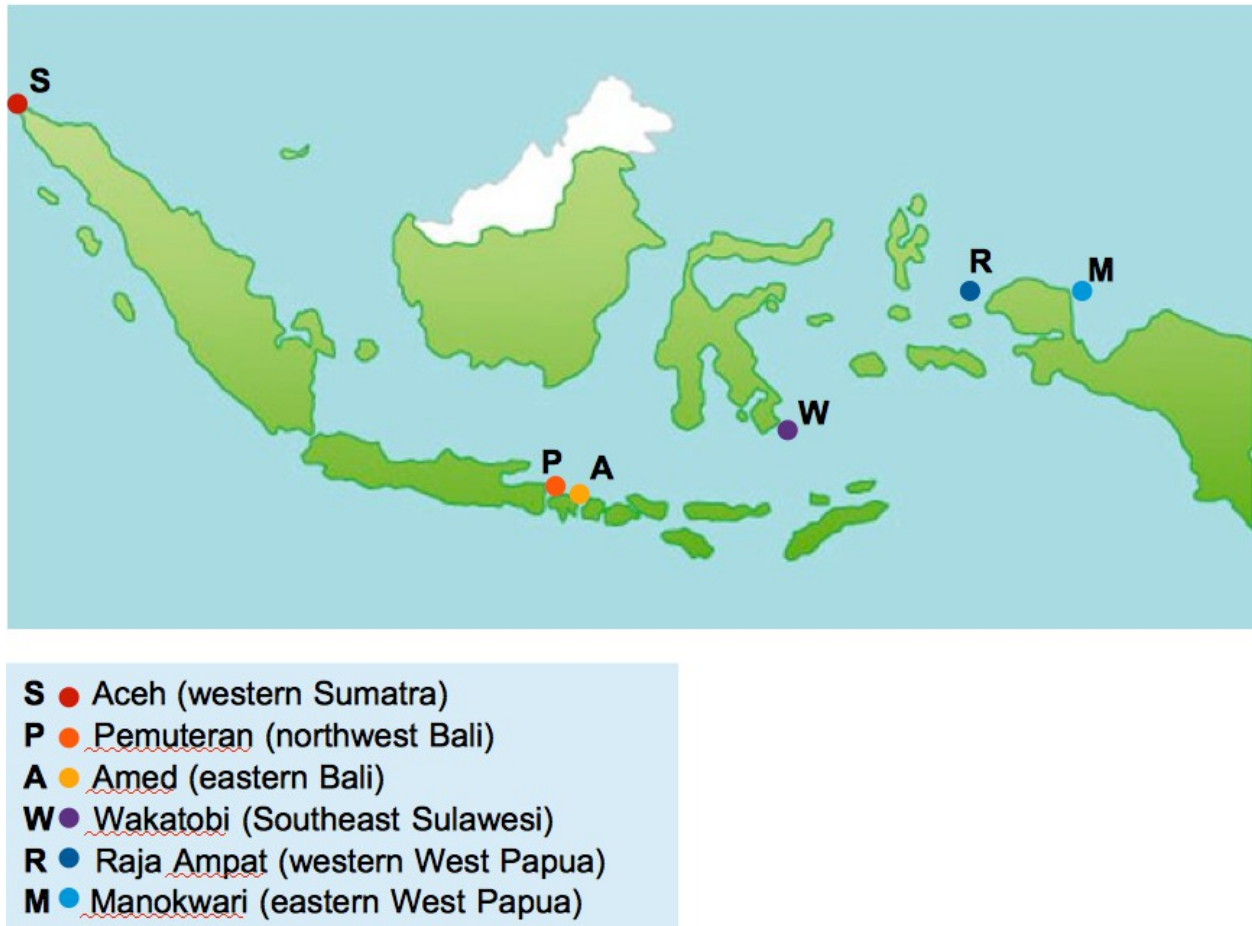 S
R
M
W
P
A
S Aceh (western Sumatra)
P Pemuteran (northwest Bali)
A Amed (eastern Bali)
W Wakatobi (Southeast Sulawesi)
R Raja Ampat (western West Papua)
M Manokwari (eastern West Papua)